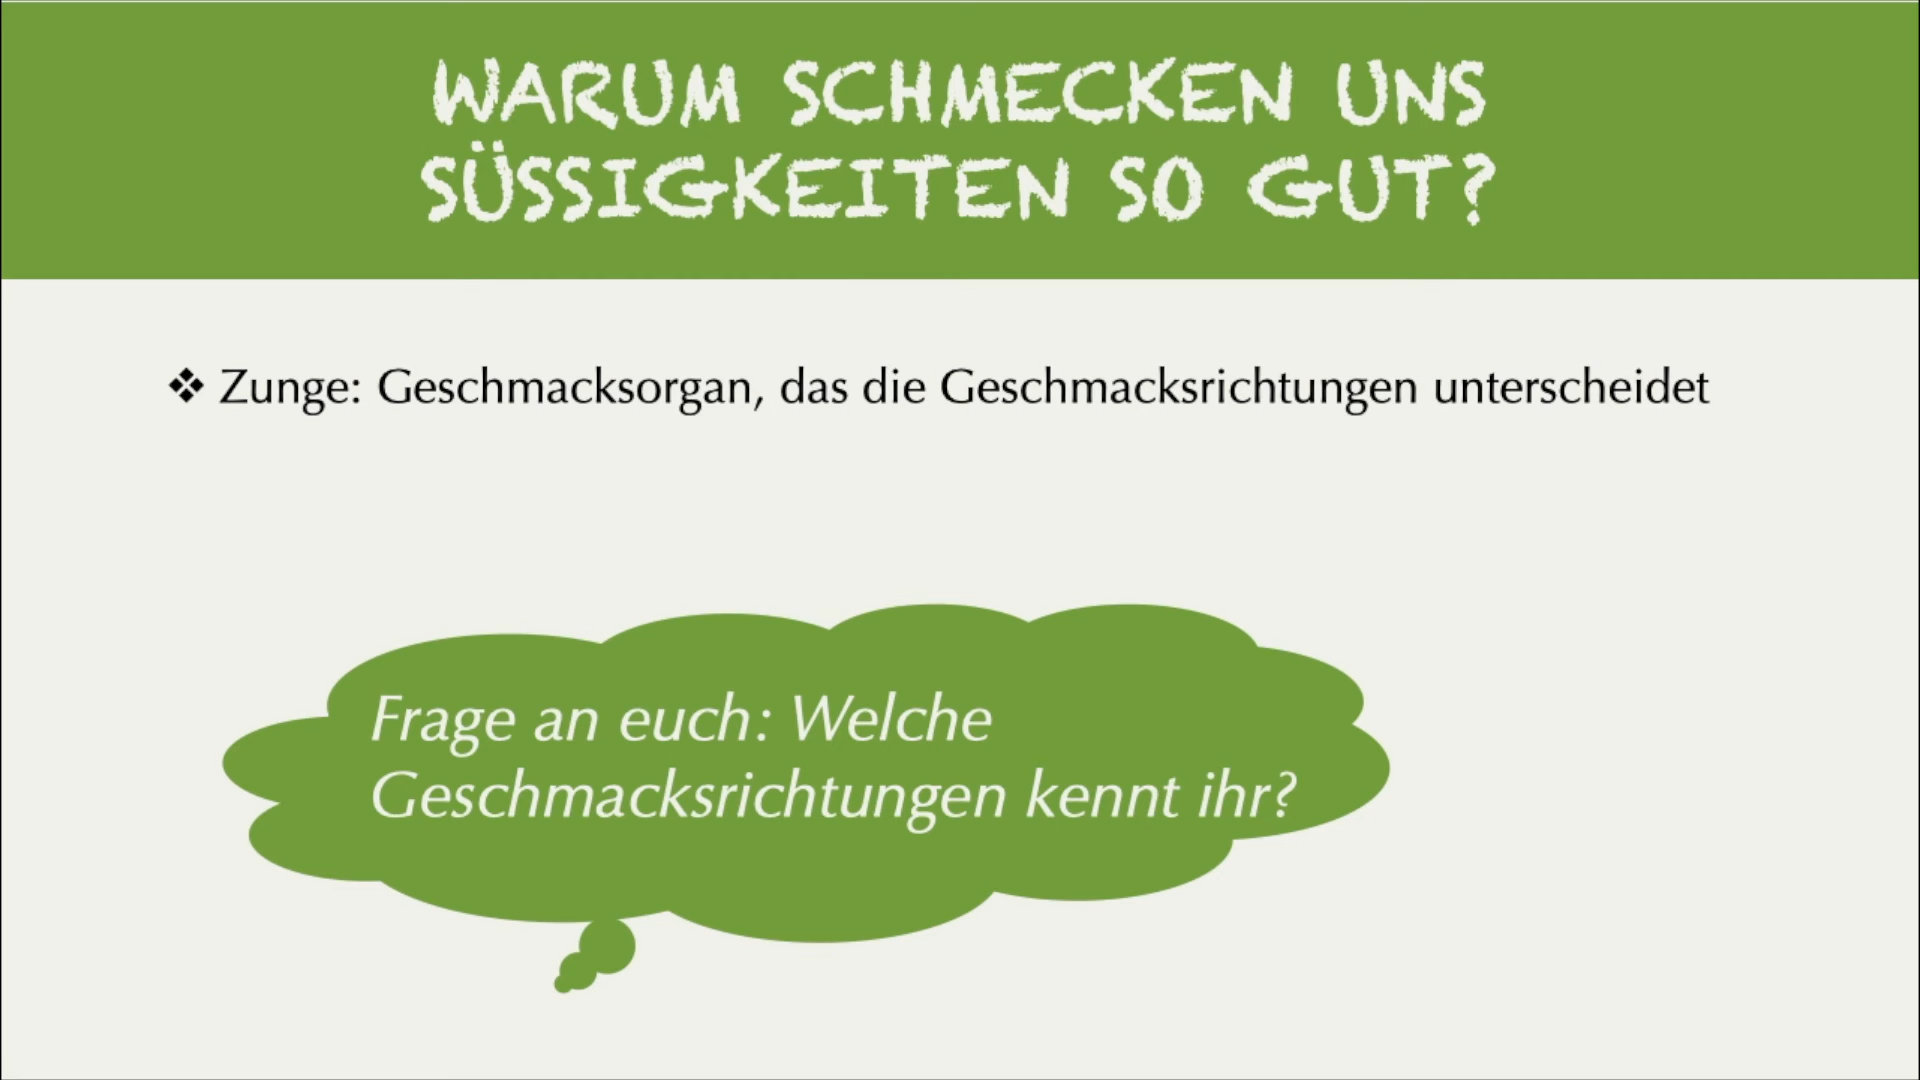 WARUM SCHMECKEN UNS
SÜSSIGKEITEN SO GUT?
❖ Zunge: Geschmacksorgan, das die Geschmacksrichtungen unterscheidet
Frage an euch: Welche
Geschmacksrichtungen kennt ihr?